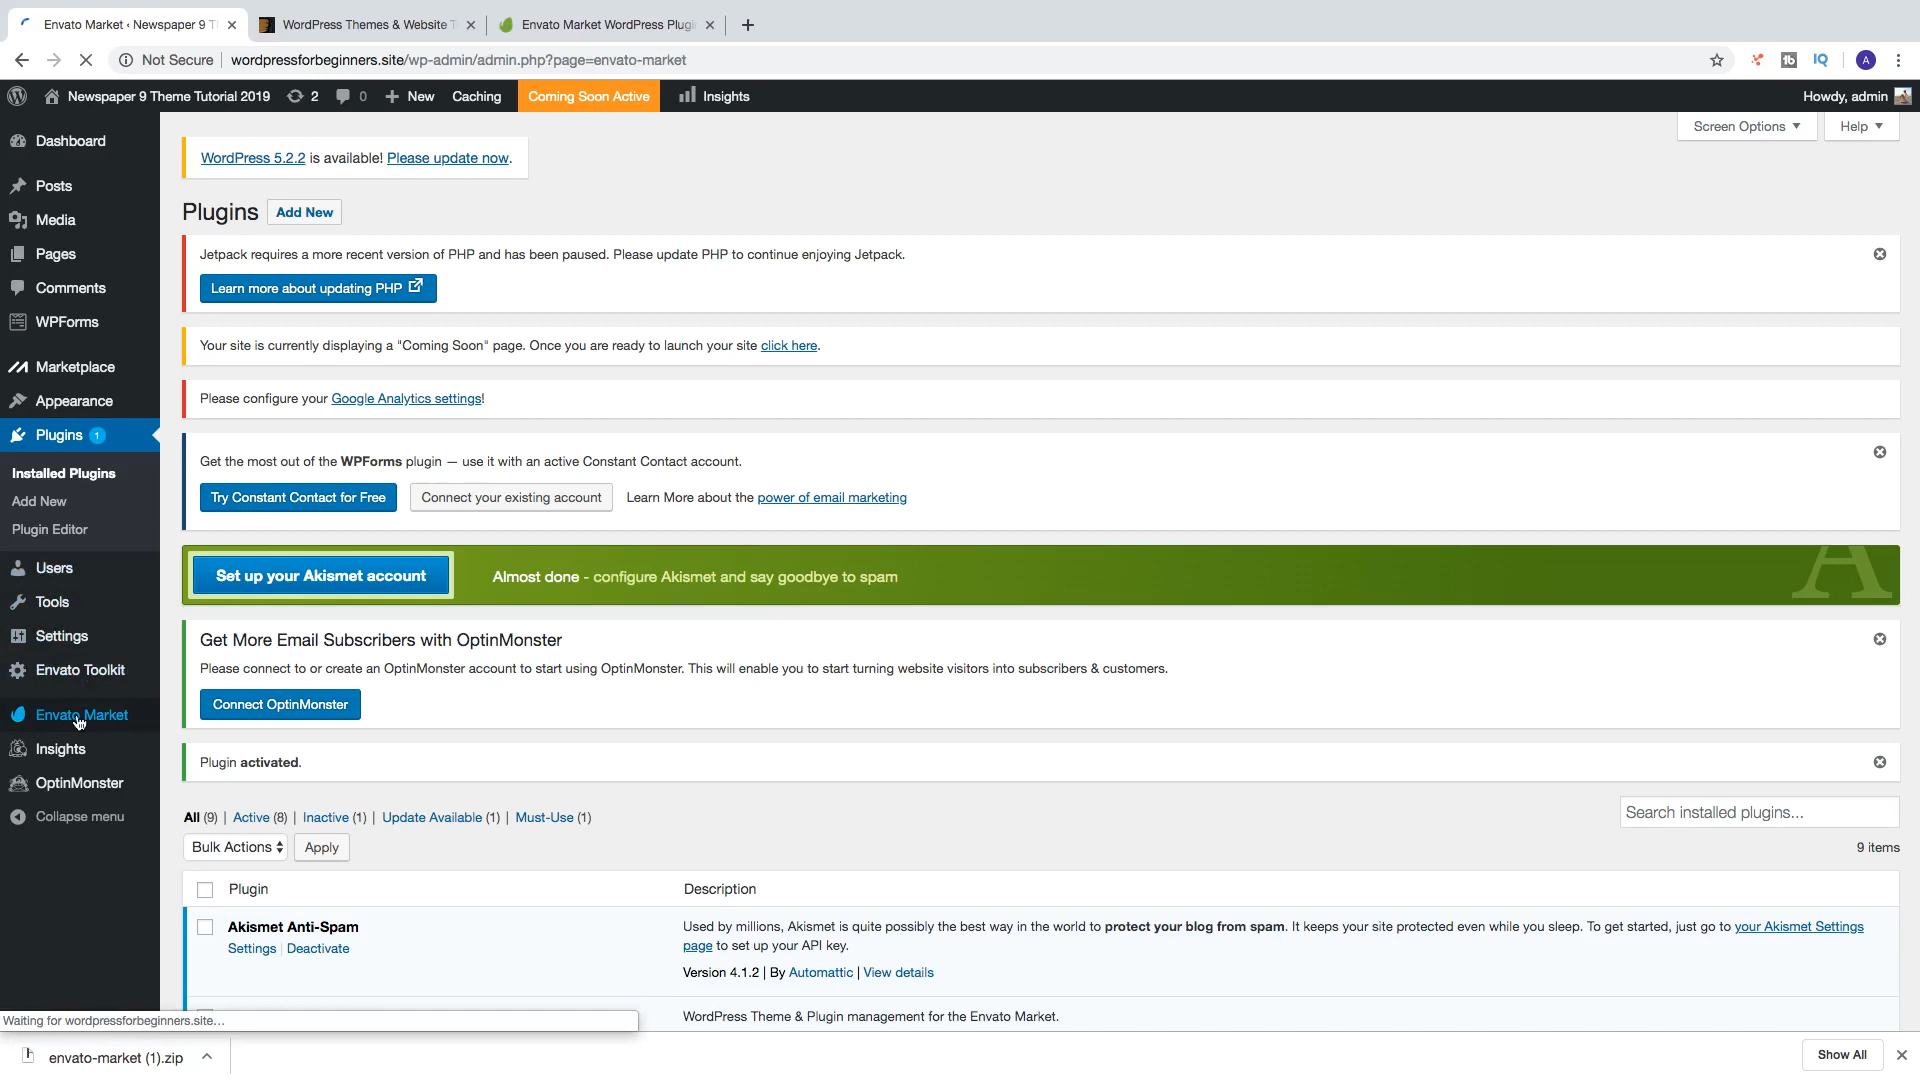 Envato Market ‹ Newspaper 9 T
WordPress Themes & Website T
Envato Market WordPress Plugi
Not Secure
wordpressforbeginners.site/wp-admin/admin.php?page=envato-market
1b
IQ
A
Newspaper 9 Theme Tutorial 2019
2
0
New
Caching
Coming Soon Active
Insights
Howdy, admin
Screen Options
Help
Dashboard
Posts
Media
Pages
Comments
WPForms
Marketplace
Appearance
Plugins 1
Installed Plugins
Add New
Plugin Editor
Users
Tools
Settings
Envato Toolkit
Envato Market
Insights
OptinMonster
Collapse menu
WordPress 5.2.2 is available! Please update now.
Plugins Add New
Jetpack requires a more recent version of PHP and has been paused. Please update PHP to continue enjoying Jetpack.
Learn more about updating PHP
Your site is currently displaying a "Coming Soon" page. Once you are ready to launch your site click here.
Please configure your Google Analytics settings!
Get the most out of the WPForms plugin — use it with an active Constant Contact account.
Try Constant Contact for Free Connect your existing account Learn More about the power of email marketing
Set up your Akismet account Almost done - configure Akismet and say goodbye to spam
A
Get More Email Subscribers with OptinMonster
Please connect to or create an OptinMonster account to start using OptinMonster. This will enable you to start turning website visitors into subscribers & customers.
Connect OptinMonster
Plugin activated.
All (9) | Active (8) | Inactive (1) | Update Available (1) | Must-Use (1)
Search installed plugins...
Bulk Actions Apply
9 items
Plugin Description
Akismet Anti-Spam
Settings | Deactivate
Used by millions, Akismet is quite possibly the best way in the world to protect your blog from spam. It keeps your site protected even while you sleep. To get started, just go to your Akismet Settings
page to set up your API key.
Version 4.1.2 | By Automattic | View details
WordPress Theme & Plugin management for the Envato Market.
Waiting for wordpressforbeginners.site...
envato-market (1).zip
Show All